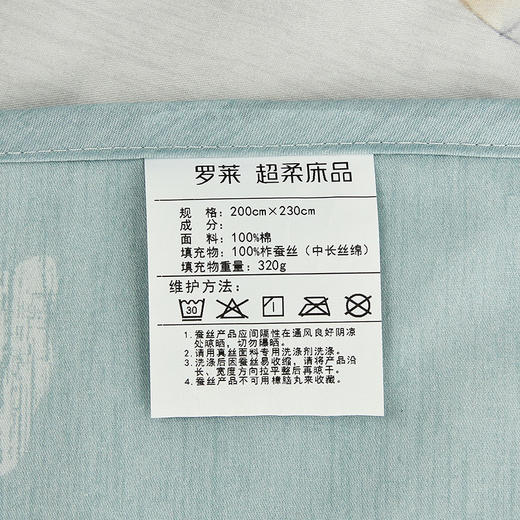 罗莱 超柔床品
规 格：200cm×230cm
成 分：
面 料：100%棉
填充物：100%柞蚕丝（中长丝绵）
填充物重量：320g
维护方法：
30
1.蚕丝产品应间隔性在通风良好阴凉
处晾晒，切勿曝晒。
2.请用真丝面料专用洗涤剂洗涤。
3.洗涤后因蚕丝易收缩，请将产品沿
长、宽度方向拉平整后再晾干。
4.蚕丝产品不可用樟脑丸来收藏。